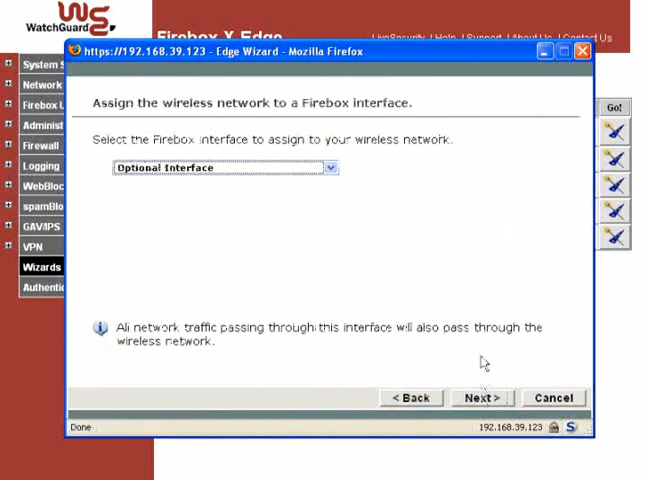 WatchGuard
Firebox X Edge
LiveSecurity | Help | Support | About Us | Contact Us
https://192.168.39.123 - Edge Wizard - Mozilla Firefox
System S
Network
Firebox U
Administ
Firewall
Logging
WebBloc
spamBlo
GAV/IPS
VPN
Wizards
Authentic
Go!
Assign the wireless network to a Firebox interface.
Select the Firebox interface to assign to your wireless network.
Optional Interface
All network traffic passing through this interface will also pass through the
wireless network.
< Back
Next >
Cancel
Done
192.168.39.123